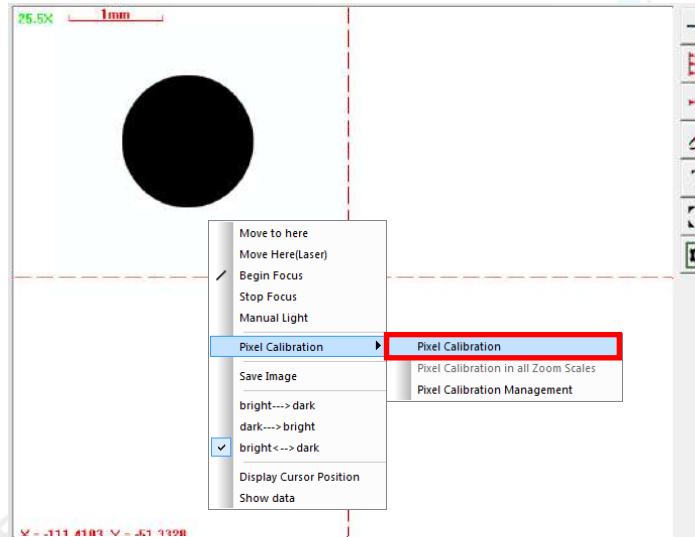 25.5X 1mm
Move to here
Move Here(Laser)
Begin Focus
Stop Focus
Manual Light
Pixel Calibration
Pixel Calibration
Pixel Calibration in all Zoom Scales
Pixel Calibration Management
Save Image
bright--->dark
dark--->bright
bright<-->dark
Display Cursor Position
Show data